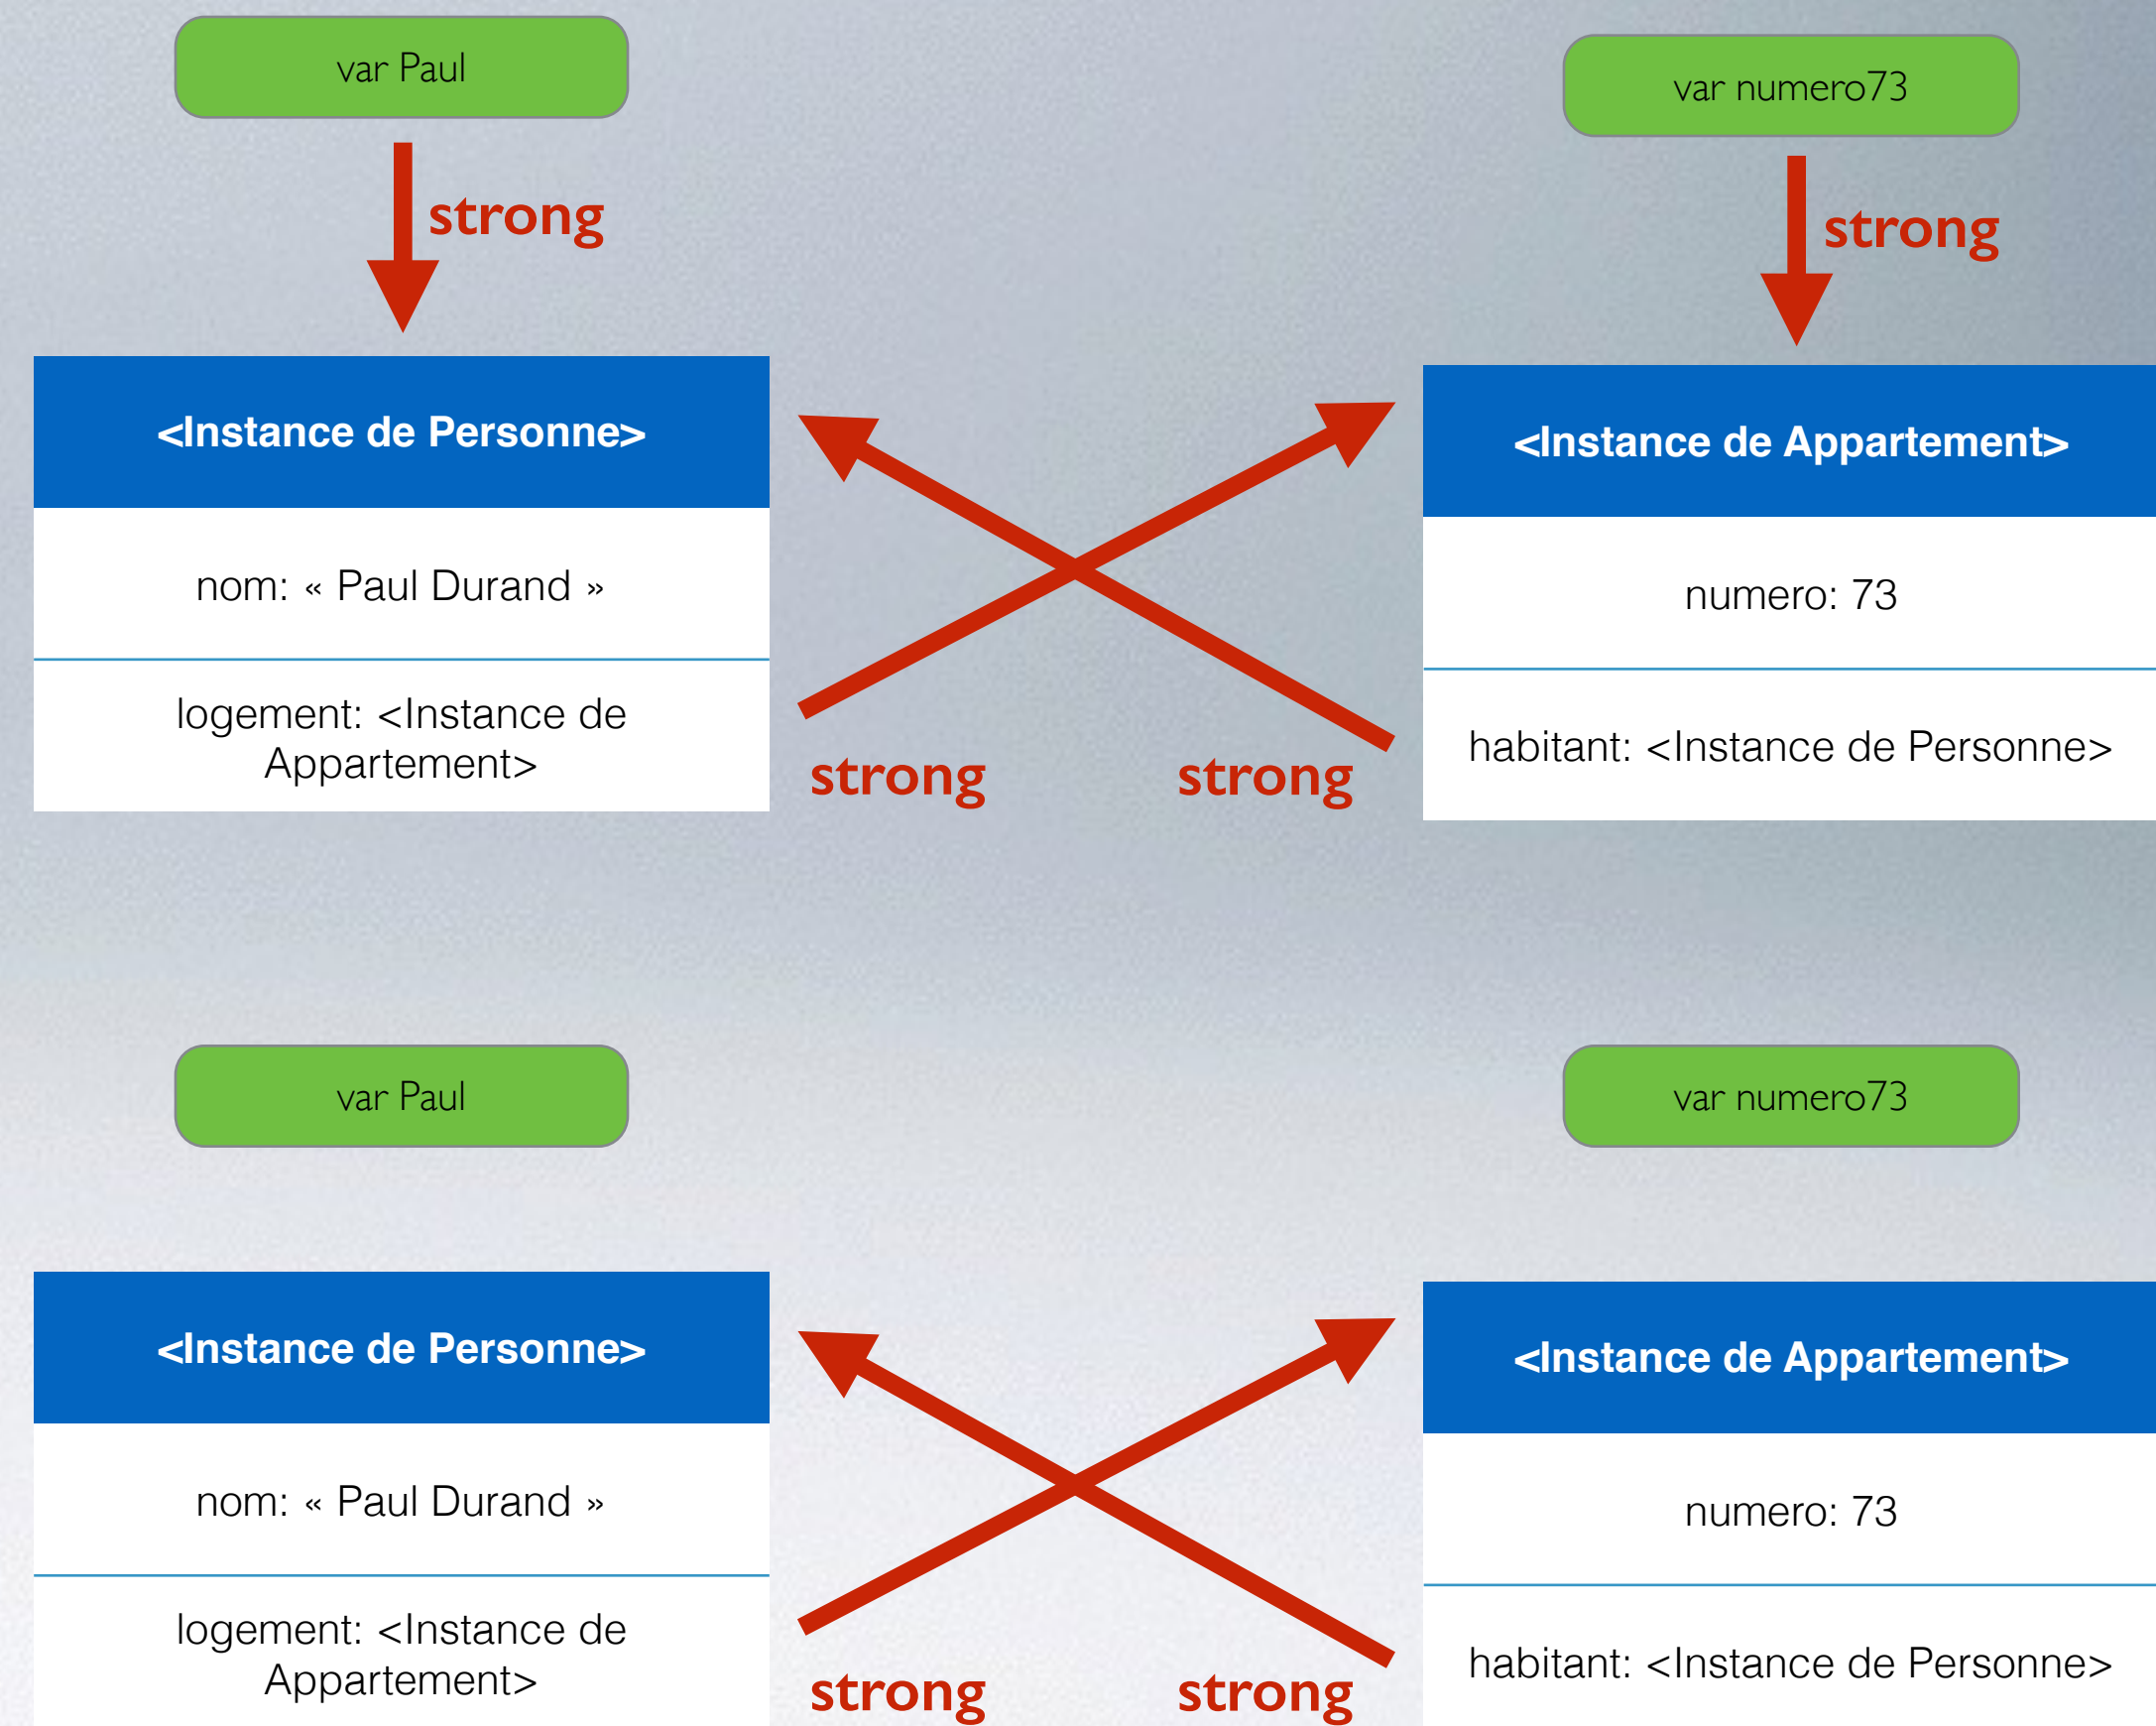 var Paul
var numero73
strong
strong
<Instance de Personne>
<Instance de Appartement>
nom: « Paul Durand »
numero: 73
logement: <Instance de
Appartement>
habitant: <Instance de Personne>
strong
strong
var Paul
var numero73
<Instance de Personne>
<Instance de Appartement>
nom: « Paul Durand »
numero: 73
logement: <Instance de
Appartement>
habitant: <Instance de Personne>
strong
strong